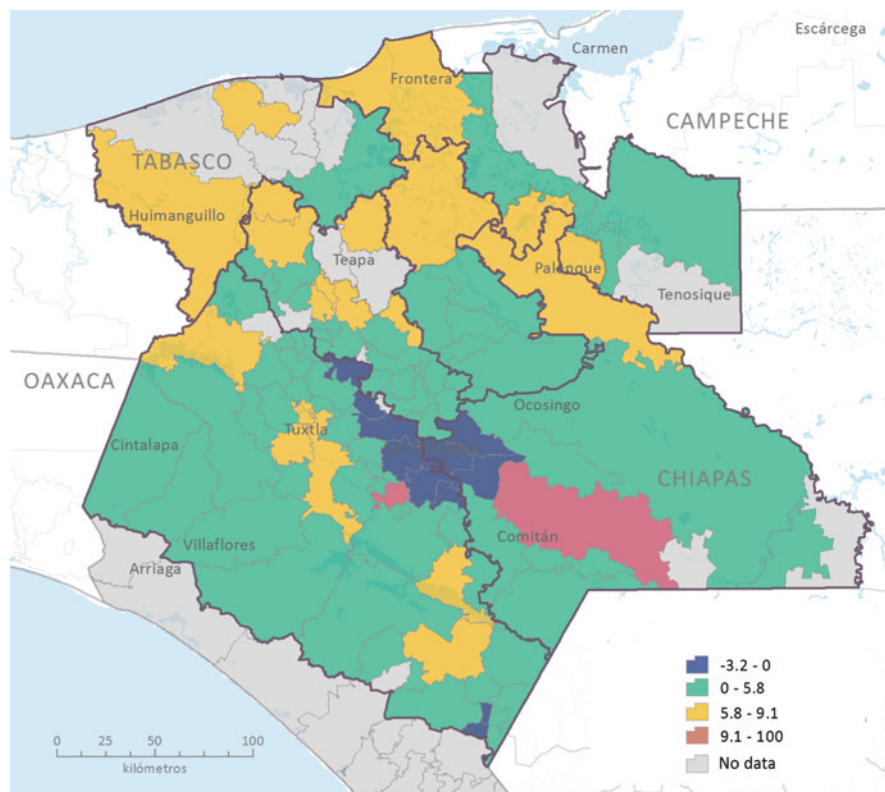 Escárcega
Carmen
Frontera
CAMPECHE
TABASCO
Huimanguillo
Teapa
Palenque
Tenosique
OAXACA
Ocosingo
Tuxtla
Cintalapa
CHIAPAS
Comitán
Villaflores
Arriaga
-3.2 - 0
0 - 5.8
5.8 - 9.1
9.1 - 100
No data
0 25 50 100
kilómetros